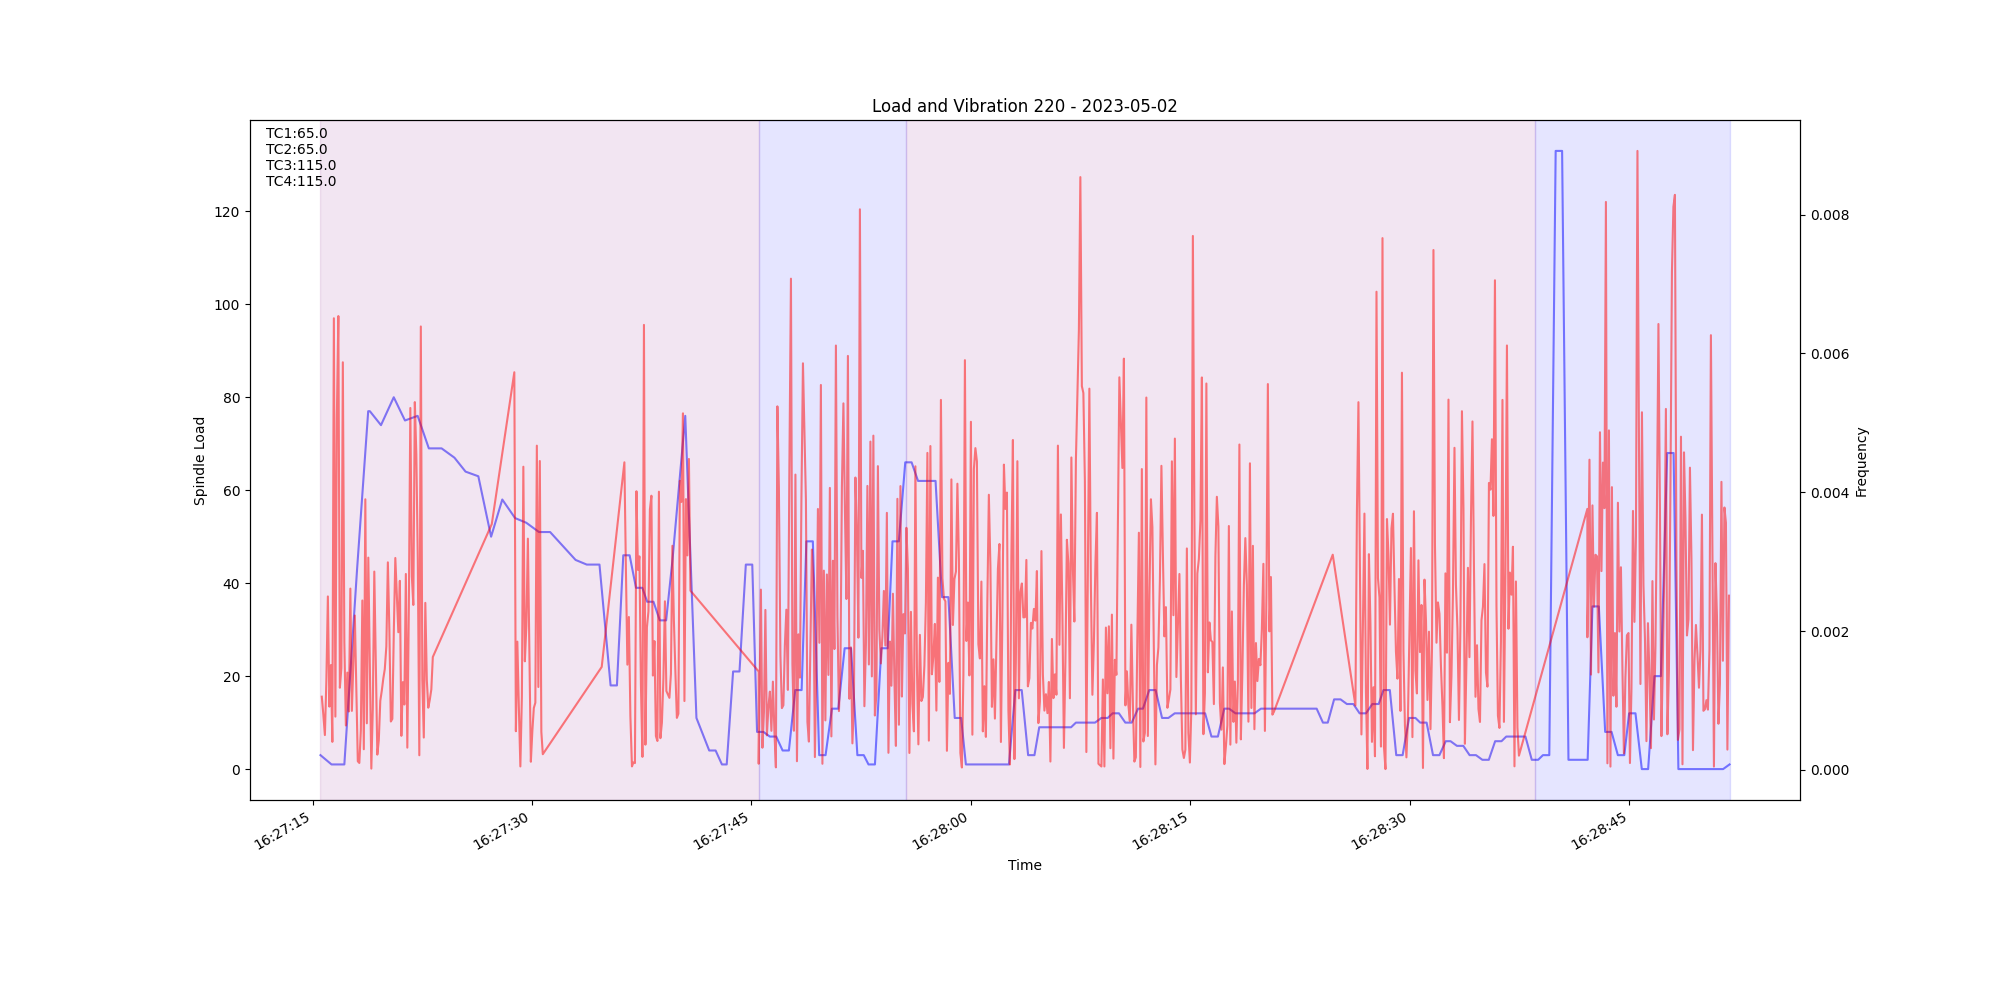 Load and Vibration 220 - 2023-05-02
TC1:65.0
TC2:65.0
TC3:115.0
TC4:115.0
120
100
80
60
40
20
0
Spindle Load
0.008
0.006
0.004
0.002
0.000
Frequency
16:27:15
16:27:30
16:27:45
16:28:00
16:28:15
16:28:30
16:28:45
Time